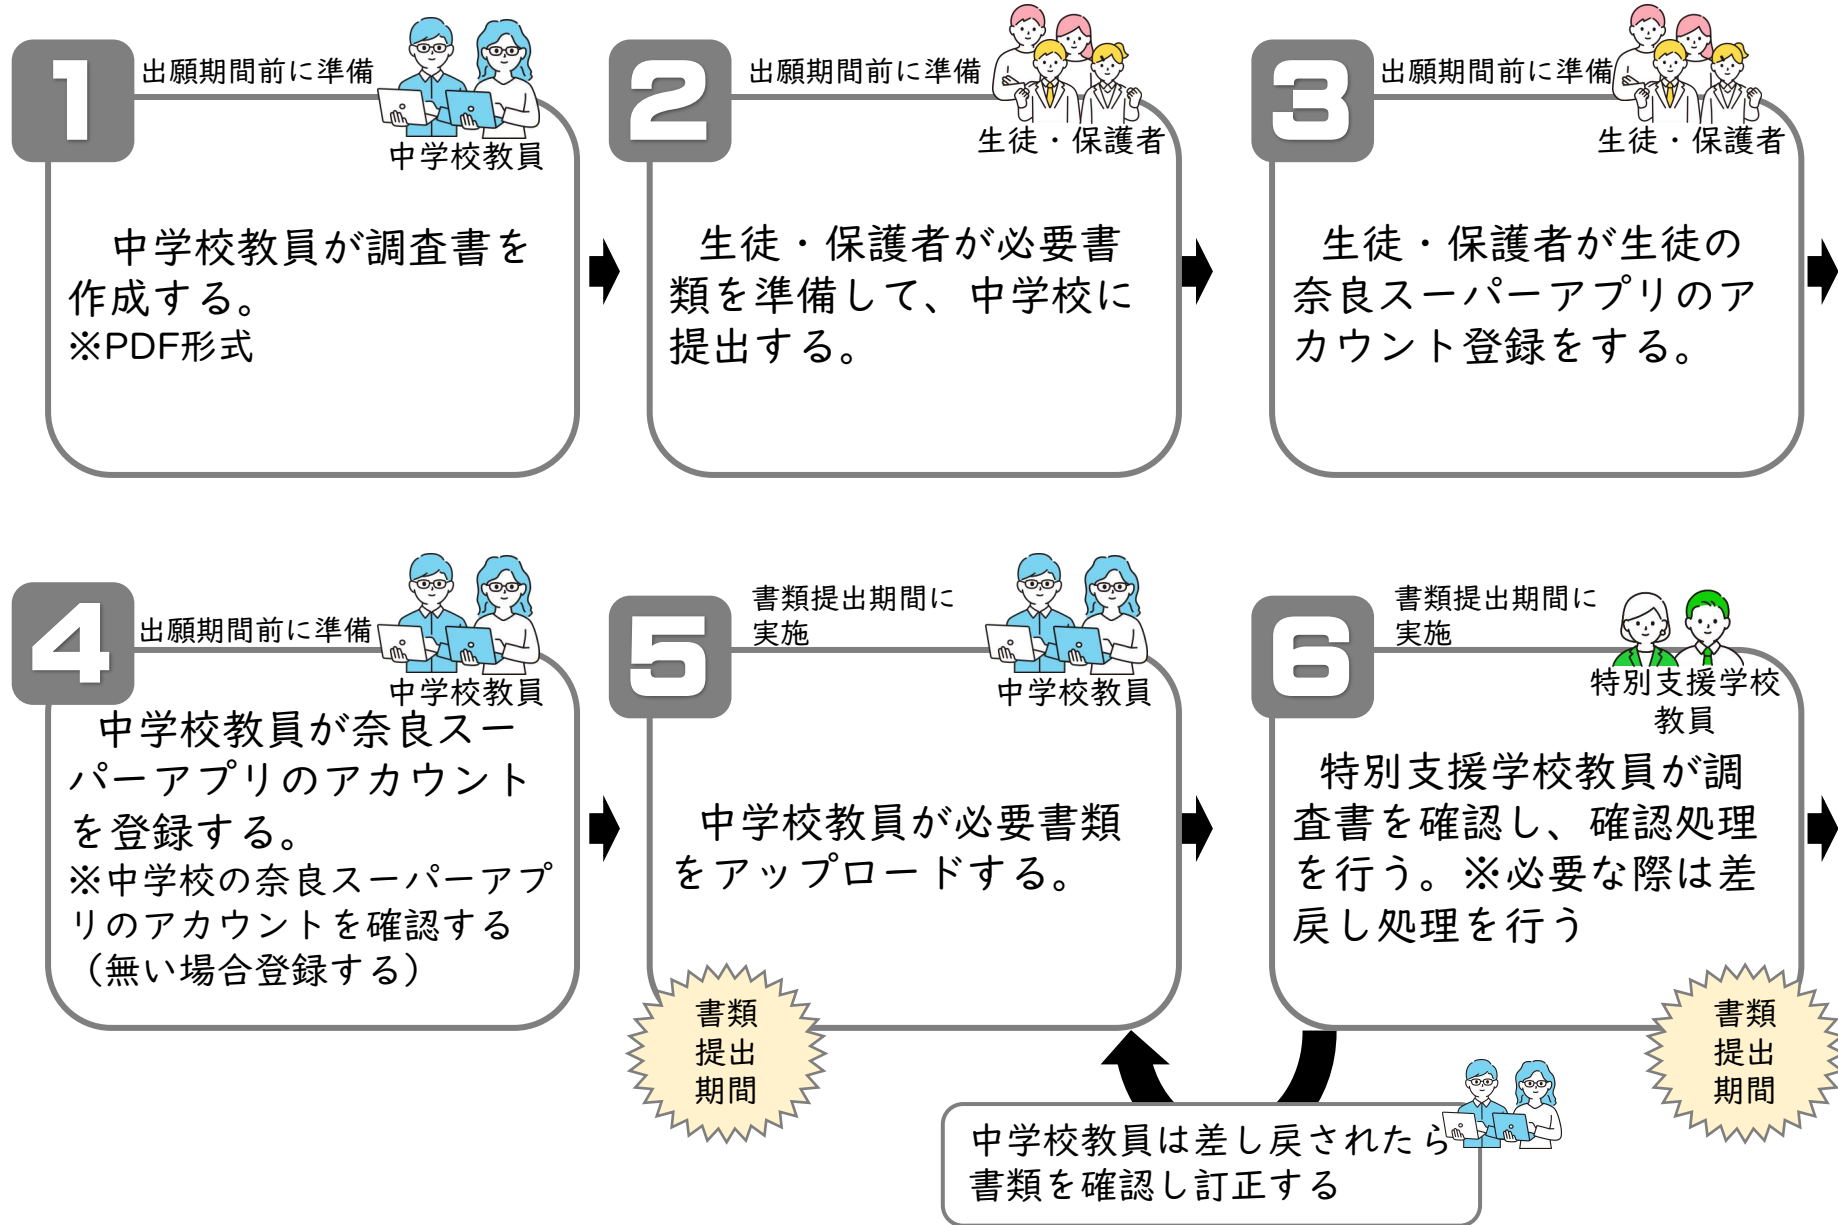 1
出願期間前に準備
中学校教員
中学校教員が調査書を
作成する。
※PDF形式
2
出願期間前に準備
生徒・保護者
生徒・保護者が必要書
類を準備して、中学校に
提出する。
3
出願期間前に準備
生徒・保護者
生徒・保護者が生徒の
奈良スーパーアプリのア
カウント登録をする。
4
出願期間前に準備
中学校教員
中学校教員が奈良スー
パーアプリのアカウント
を登録する。
※中学校の奈良スーパーアプ
リのアカウントを確認する
（無い場合登録する）
5
書類提出期間に
実施
中学校教員
中学校教員が必要書類
をアップロードする。
書類
提出
期間
6
書類提出期間に
実施
特別支援学校
教員
特別支援学校教員が調
査書を確認し、確認処理
を行う。※必要な際は差
戻し処理を行う
書類
提出
期間
中学校教員は差し戻されたら
書類を確認し訂正する